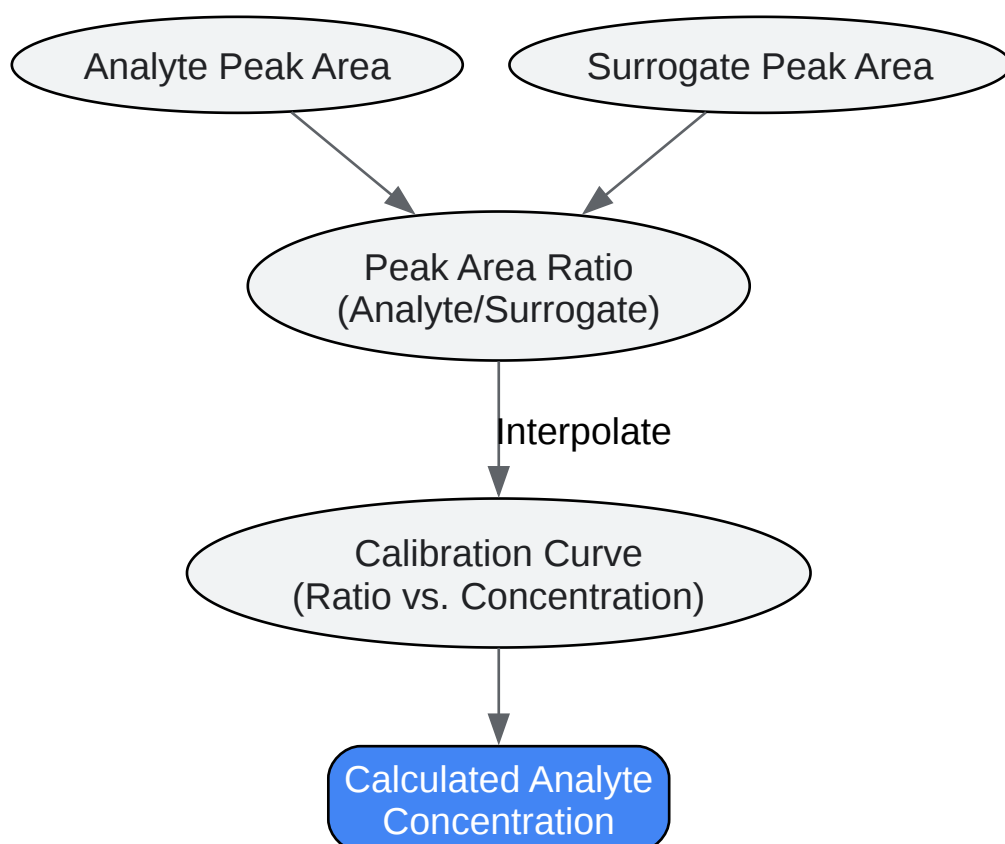 Analyte Peak Area
Surrogate Peak Area
Peak Area Ratio
(Analyte/Surrogate)
Interpolate
Calibration Curve
(Ratio vs. Concentration)
Calculated Analyte
Concentration